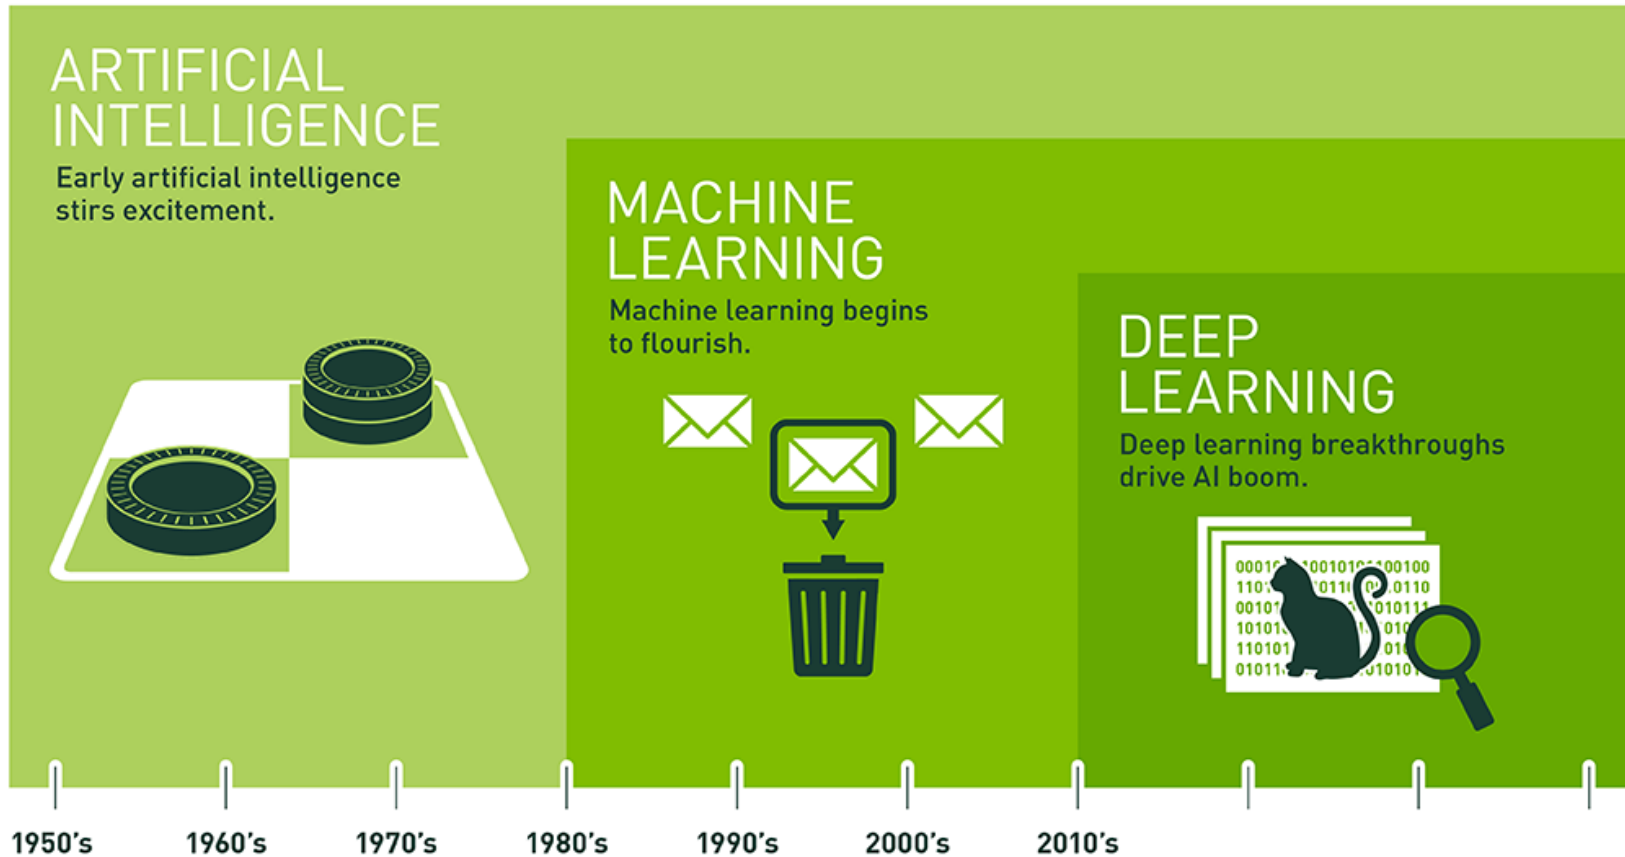 ARTIFICIAL
INTELLIGENCE
Early artificial intelligence
stirs excitement.
MACHINE
LEARNING
Machine learning begins
to flourish.
DEEP
LEARNING
Deep learning breakthroughs
drive AI boom.
1950's
1960's
1970's
1980's
1990's
2000's
2010's